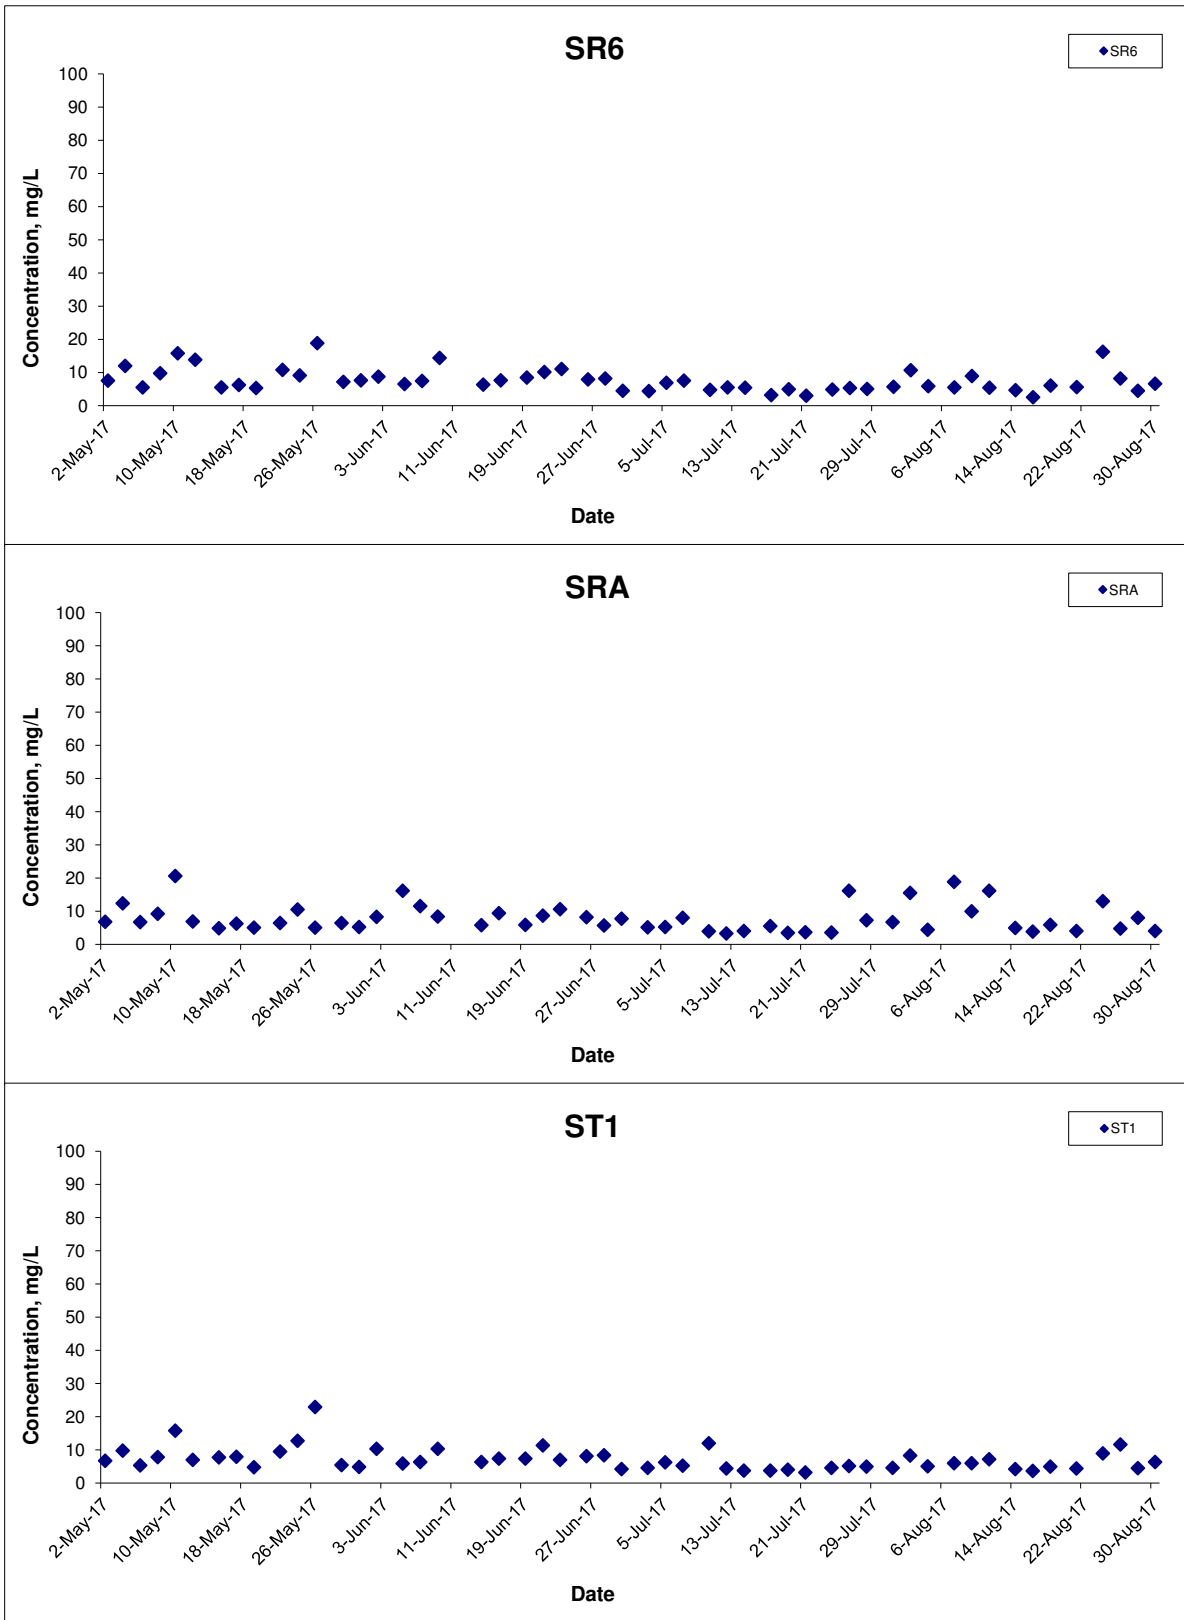 SR6
SR6
100
90
80
70
60
50
40
30
20
10
0
Concentration, mg/L
2-May-17
10-May-17
18-May-17
26-May-17
3-Jun-17
11-Jun-17
19-Jun-17
27-Jun-17
5-Jul-17
13-Jul-17
21-Jul-17
29-Jul-17
6-Aug-17
14-Aug-17
22-Aug-17
30-Aug-17
Date
SRA
SRA
100
90
80
70
60
50
40
30
20
10
0
Concentration, mg/L
2-May-17
10-May-17
18-May-17
26-May-17
3-Jun-17
11-Jun-17
19-Jun-17
27-Jun-17
5-Jul-17
13-Jul-17
21-Jul-17
29-Jul-17
6-Aug-17
14-Aug-17
22-Aug-17
30-Aug-17
Date
ST1
ST1
100
90
80
70
60
50
40
30
20
10
0
Concentration, mg/L
2-May-17
10-May-17
18-May-17
26-May-17
3-Jun-17
11-Jun-17
19-Jun-17
27-Jun-17
5-Jul-17
13-Jul-17
21-Jul-17
29-Jul-17
6-Aug-17
14-Aug-17
22-Aug-17
30-Aug-17
Date